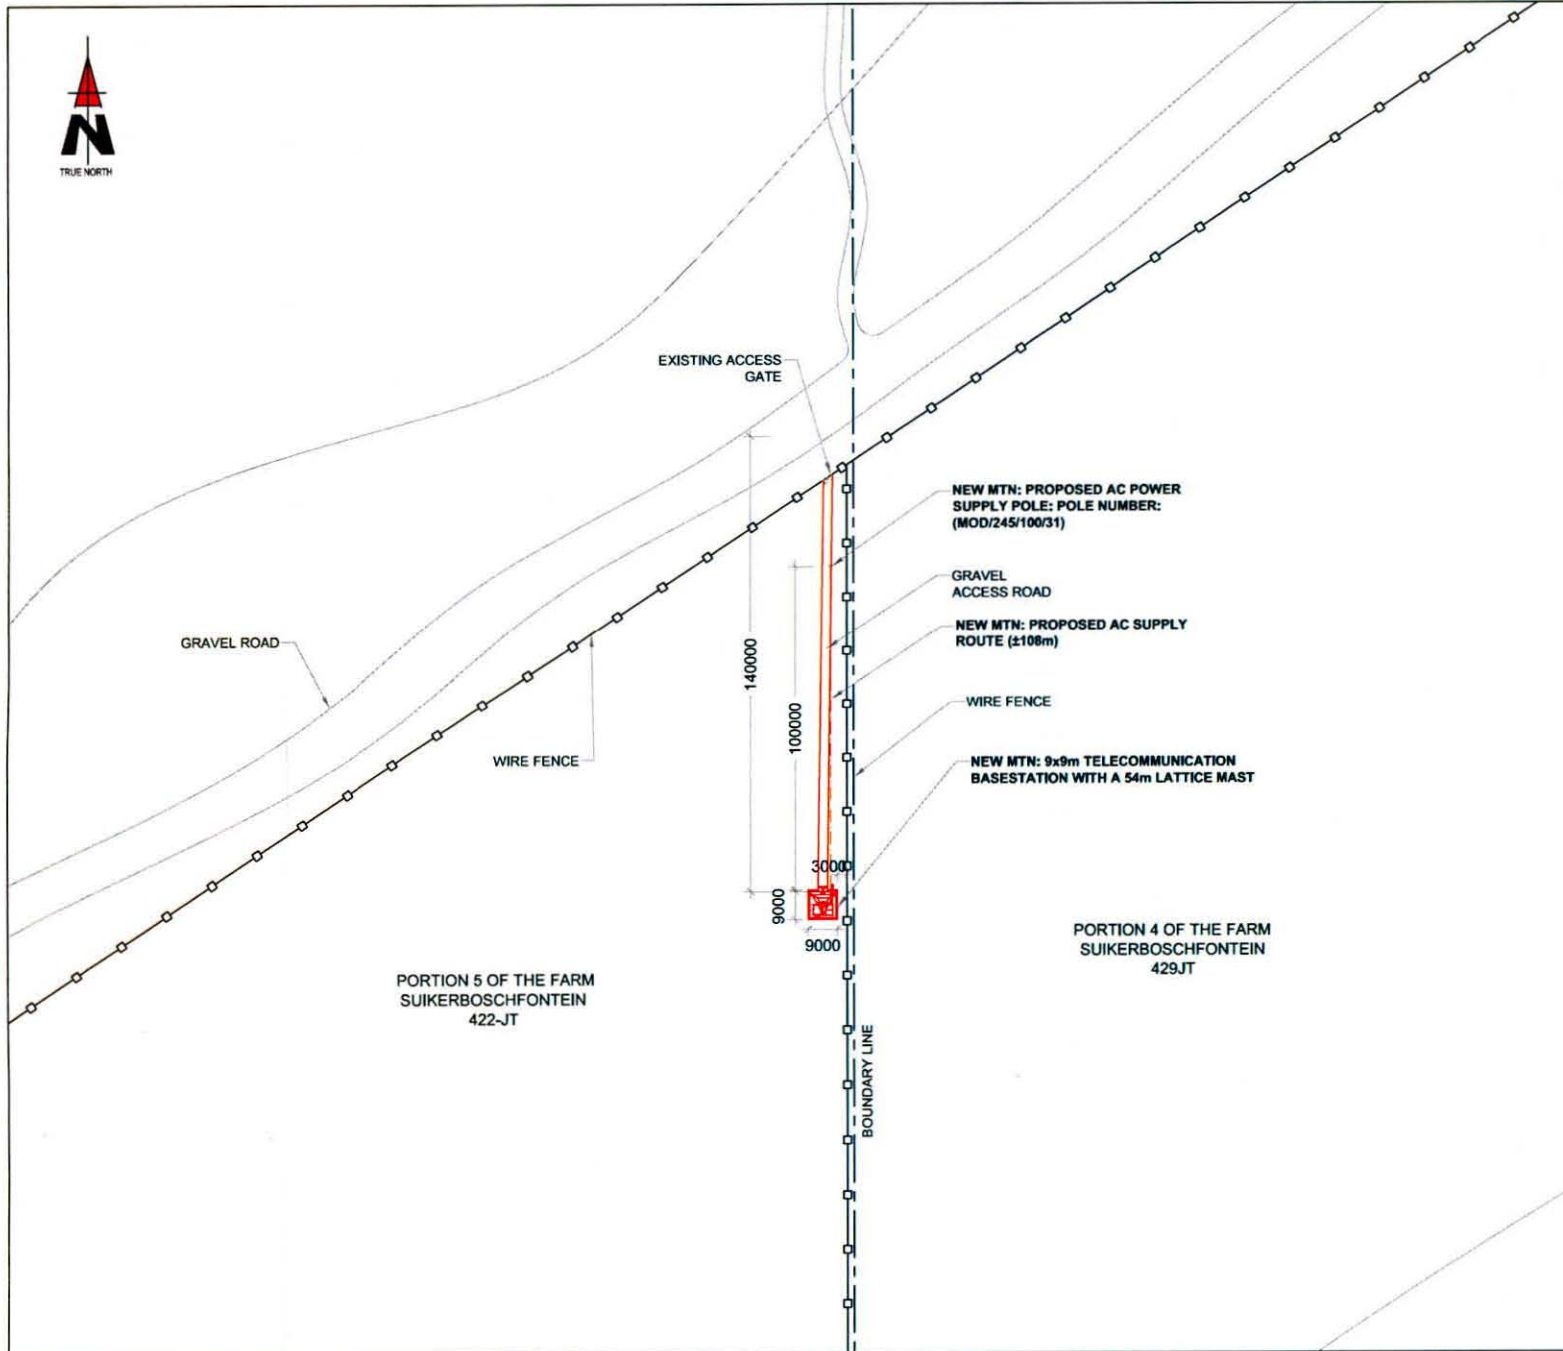 N
TRUE NORTH
EXISTING ACCESS
GATE
NEW MTN: PROPOSED AC POWER
SUPPLY POLE: POLE NUMBER:
(MOD/245/100/31)
GRAVEL
ACCESS ROAD
NEW MTN: PROPOSED AC SUPPLY
ROUTE (±108m)
GRAVEL ROAD
140000
100000
WIRE FENCE
WIRE FENCE
NEW MTN: 9x9m TELECOMMUNICATION
BASESTATION WITH A 54m LATTICE MAST
3000
9000
9000
PORTION 4 OF THE FARM
SUIKERBOSCHFONTEIN
429JT
PORTION 5 OF THE FARM
SUIKERBOSCHFONTEIN
422-JT
BOUNDARY LINE